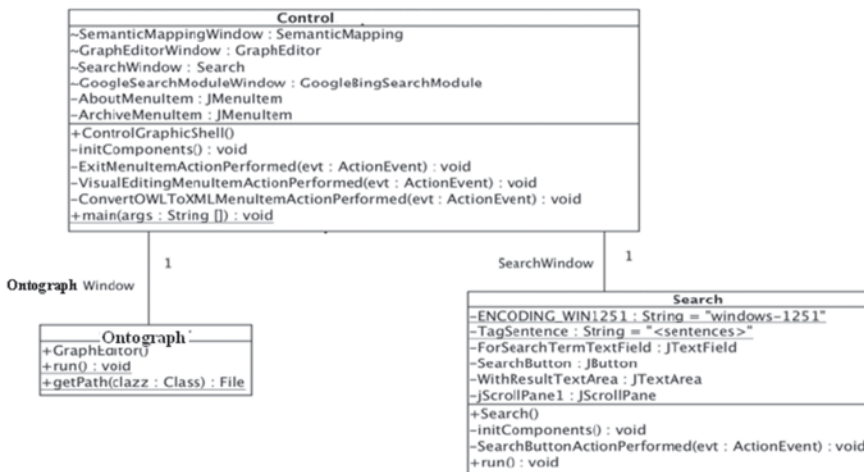 Control
~SemanticMappingWindow : SemanticMapping
~GraphEditorWindow : GraphEditor
~SearchWindow : Search
~GoogleSearchModuleWindow : GoogleBingSearchModule
-AboutMenuItem : JMenuItem
-ArchiveMenuItem : JMenuItem
+ControlGraphicShell()
-initComponents() : void
-ExitMenuItemActionPerformed(evt : ActionEvent) : void
-VisualEditingMenuItemActionPerformed(evt : ActionEvent) : void
-ConvertOWLToXMLMenuItemActionPerformed(evt : ActionEvent) : void
+main(args : String []) : void
1
Ontograph Window
1
SearchWindow
Ontograph
+GraphEditor()
+run() : void
+getPath(clazz : Class) : File
Search
-ENCODING_WIN1251 : String = "windows-1251"
-TagSentence : String = "<sentences>"
-ForSearchTermTextField : JTextField
-SearchButton : JButton
-WithResultTextArea : JTextArea
-jScrollPane1 : JScrollPane
+Search()
-initComponents() : void
-SearchButtonActionPerformed(evt : ActionEvent) : void
+run() : void